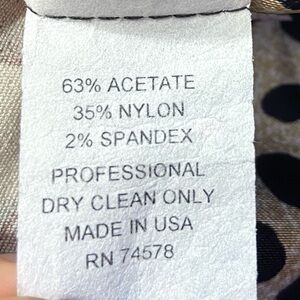 63% ACETATE
35% NYLON
2% SPANDEX
PROFESSIONAL
DRY CLEAN ONLY
MADE IN USA
RN 74578